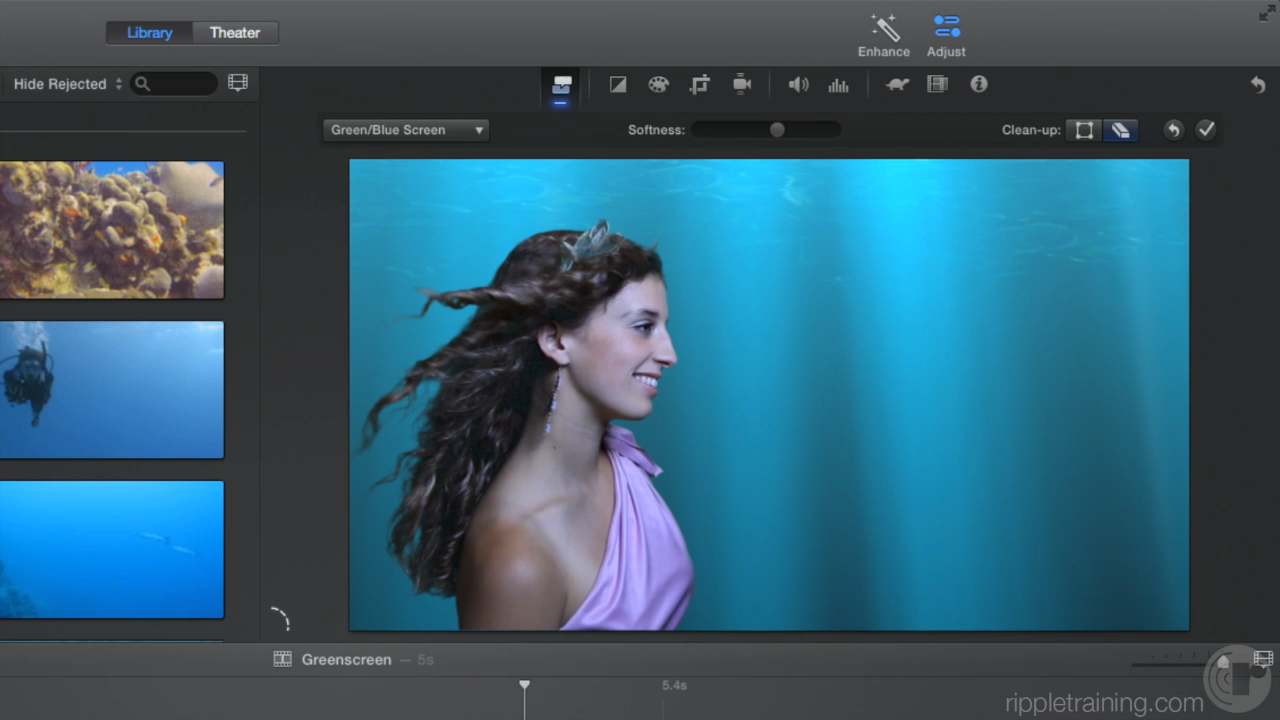 Library
Theater
Enhance
Adjust
Hide Rejected
Green/Blue Screen
Softness:
Clean-up:
Greenscreen — 5s
5.4s
rippletraining.com